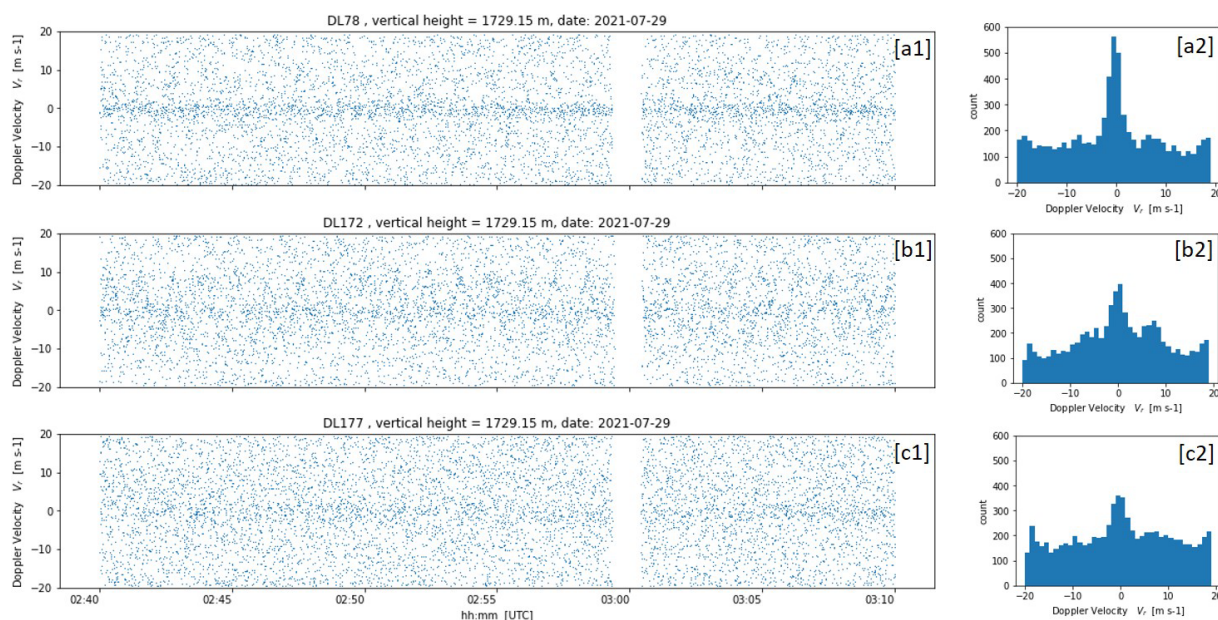 DL78 , vertical height = 1729.15 m, date: 2021-07-29
Doppler Velocity Vr [m s-1]
20
10
0
−10
−20
[a1]
[a2]
count
600
500
400
300
200
100
0
−20 −10 0 10 20
Doppler Velocity Vr [m s-1]
DL172 , vertical height = 1729.15 m, date: 2021-07-29
Doppler Velocity Vr [m s-1]
20
10
0
−10
−20
[b1]
[b2]
count
600
500
400
300
200
100
0
−20 −10 0 10 20
Doppler Velocity Vr [m s-1]
DL177 , vertical height = 1729.15 m, date: 2021-07-29
Doppler Velocity Vr [m s-1]
20
10
0
−10
−20
[c1]
02:40 02:45 02:50 02:55 03:00 03:05 03:10
hh:mm [UTC]
[c2]
count
600
500
400
300
200
100
0
−20 −10 0 10 20
Doppler Velocity Vr [m s-1]